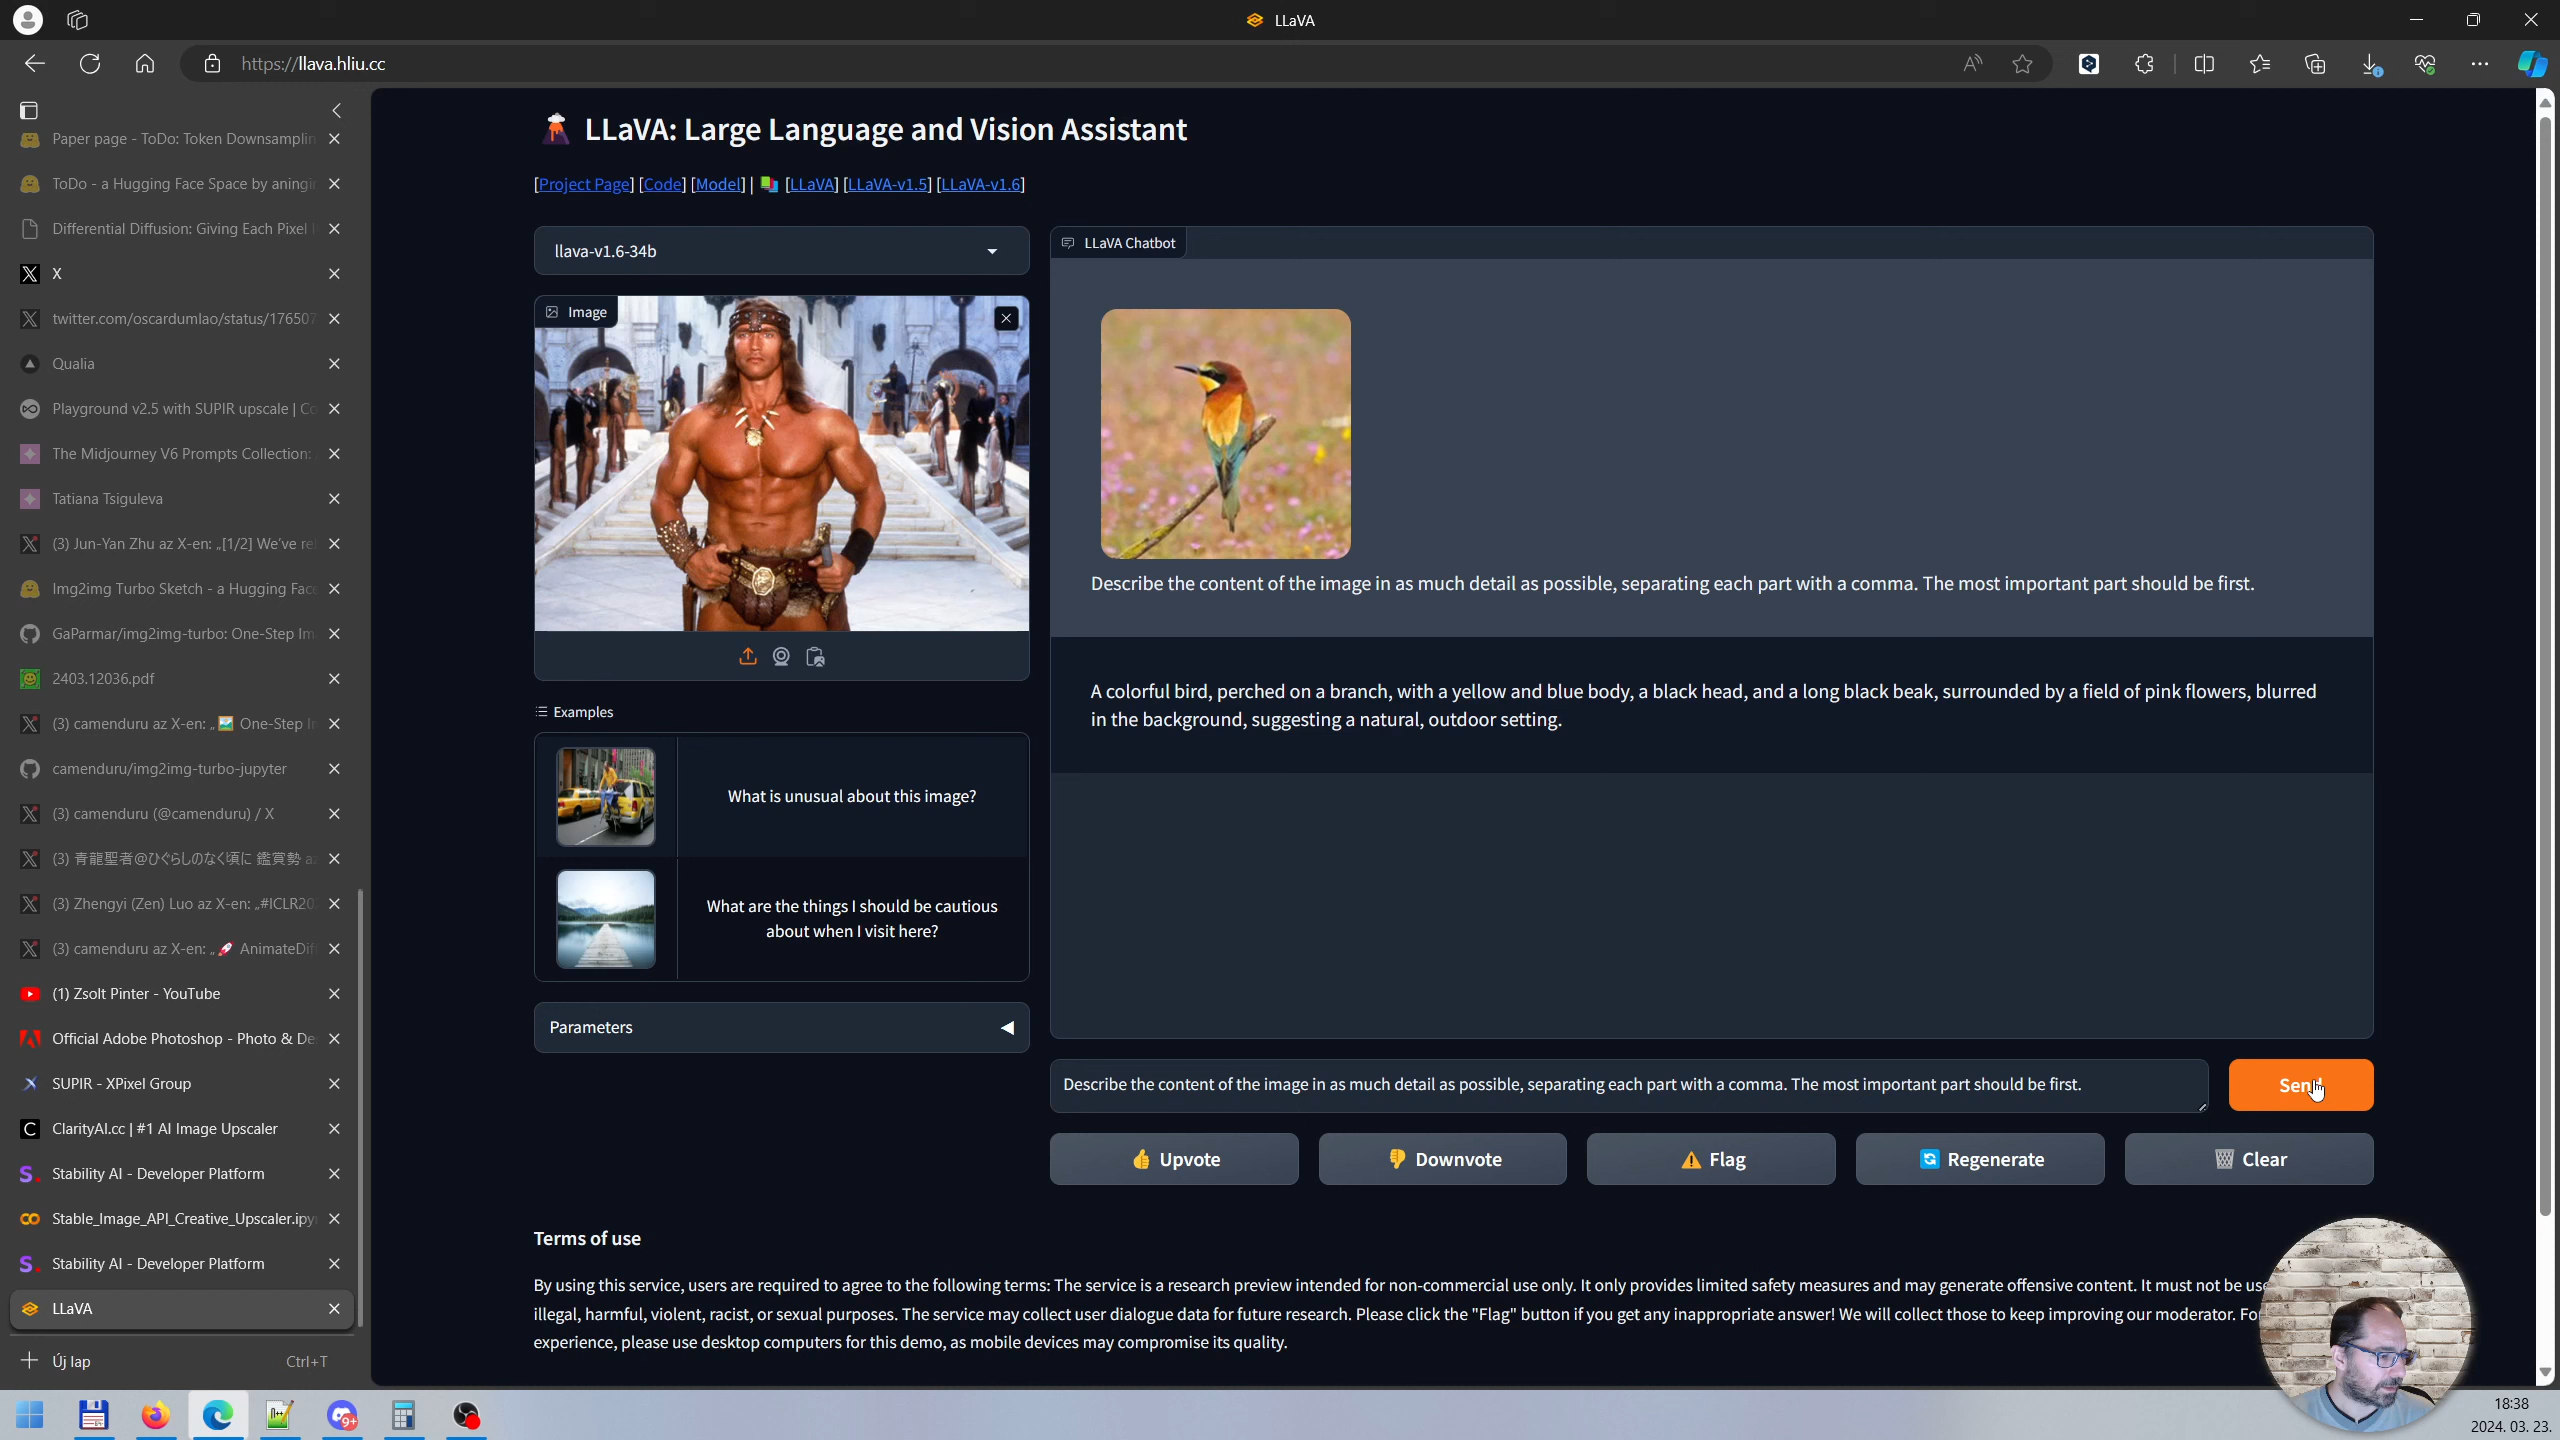 LLaVA
https://llava.hliu.cc
Paper page - ToDo: Token Downsamplin
ToDo - a Hugging Face Space by aningi
Differential Diffusion: Giving Each Pixel I
X
twitter.com/oscardumlao/status/176507
Qualia
Playground v2.5 with SUPIR upscale | Co
The Midjourney V6 Prompts Collection:
Tatiana Tsiguleva
(3) Jun-Yan Zhu az X-en: „[1/2] We've re
Img2img Turbo Sketch - a Hugging Face
GaParmar/img2img-turbo: One-Step Im
2403.12036.pdf
(3) camenduru az X-en: „🖼️ One-Step Ir
camenduru/img2img-turbo-jupyter
(3) camenduru (@camenduru) / X
(3) 青龍聖者@ひぐらしのなく頃に 鑑賞勢 az
(3) Zhengyi (Zen) Luo az X-en: „#ICLR20
(3) camenduru az X-en: „🚀 AnimateDif
(1) Zsolt Pinter - YouTube
Official Adobe Photoshop - Photo & De
SUPIR - XPixel Group
ClarityAI.cc | #1 AI Image Upscaler
Stability AI - Developer Platform
Stable_Image_API_Creative_Upscaler.ipy
Stability AI - Developer Platform
LLaVA
Új lap Ctrl+T
🌋 LLaVA: Large Language and Vision Assistant
[Project Page] [Code] [Model] | 📚 [LLaVA] [LLaVA-v1.5] [LLaVA-v1.6]
llava-v1.6-34b
Image
Examples
What is unusual about this image?
What are the things I should be cautious
about when I visit here?
Parameters
LLaVA Chatbot
Describe the content of the image in as much detail as possible, separating each part with a comma. The most important part should be first.
A colorful bird, perched on a branch, with a yellow and blue body, a black head, and a long black beak, surrounded by a field of pink flowers, blurred
in the background, suggesting a natural, outdoor setting.
Describe the content of the image in as much detail as possible, separating each part with a comma. The most important part should be first.
Send
👍 Upvote 👎 Downvote ⚠️ Flag 🔄 Regenerate 🗑️ Clear
Terms of use
By using this service, users are required to agree to the following terms: The service is a research preview intended for non-commercial use only. It only provides limited safety measures and may generate offensive content. It must not be use
illegal, harmful, violent, racist, or sexual purposes. The service may collect user dialogue data for future research. Please click the "Flag" button if you get any inappropriate answer! We will collect those to keep improving our moderator. Fo
experience, please use desktop computers for this demo, as mobile devices may compromise its quality.
9+
18:38
2024. 03. 23.